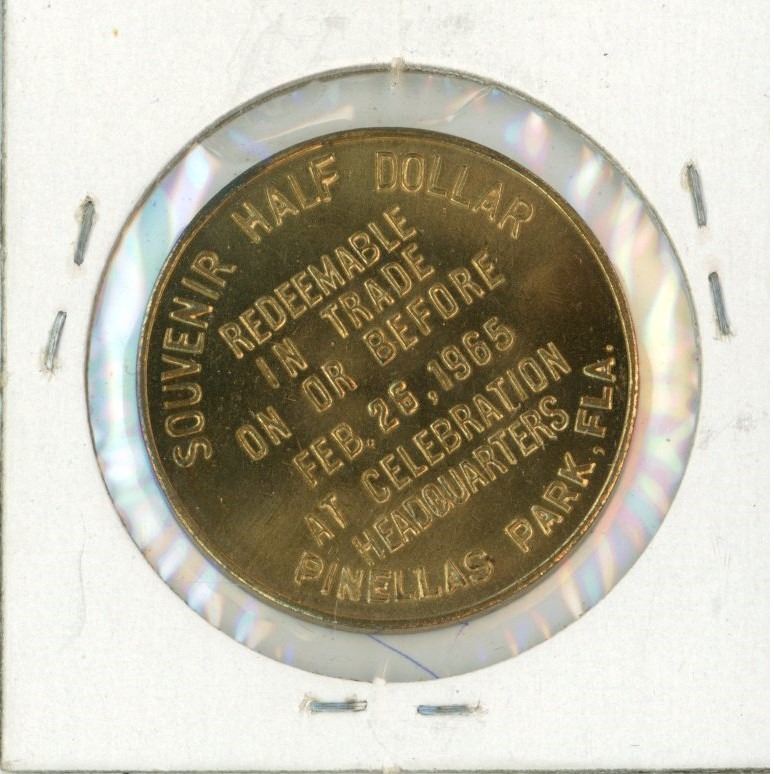 SOUVENIR HALF DOLLAR
REDEEMABLE
IN TRADE
ON OR BEFORE
FEB. 26, 1965
AT CELEBRATION
HEADQUARTERS
PINELLAS PARK, FLA.